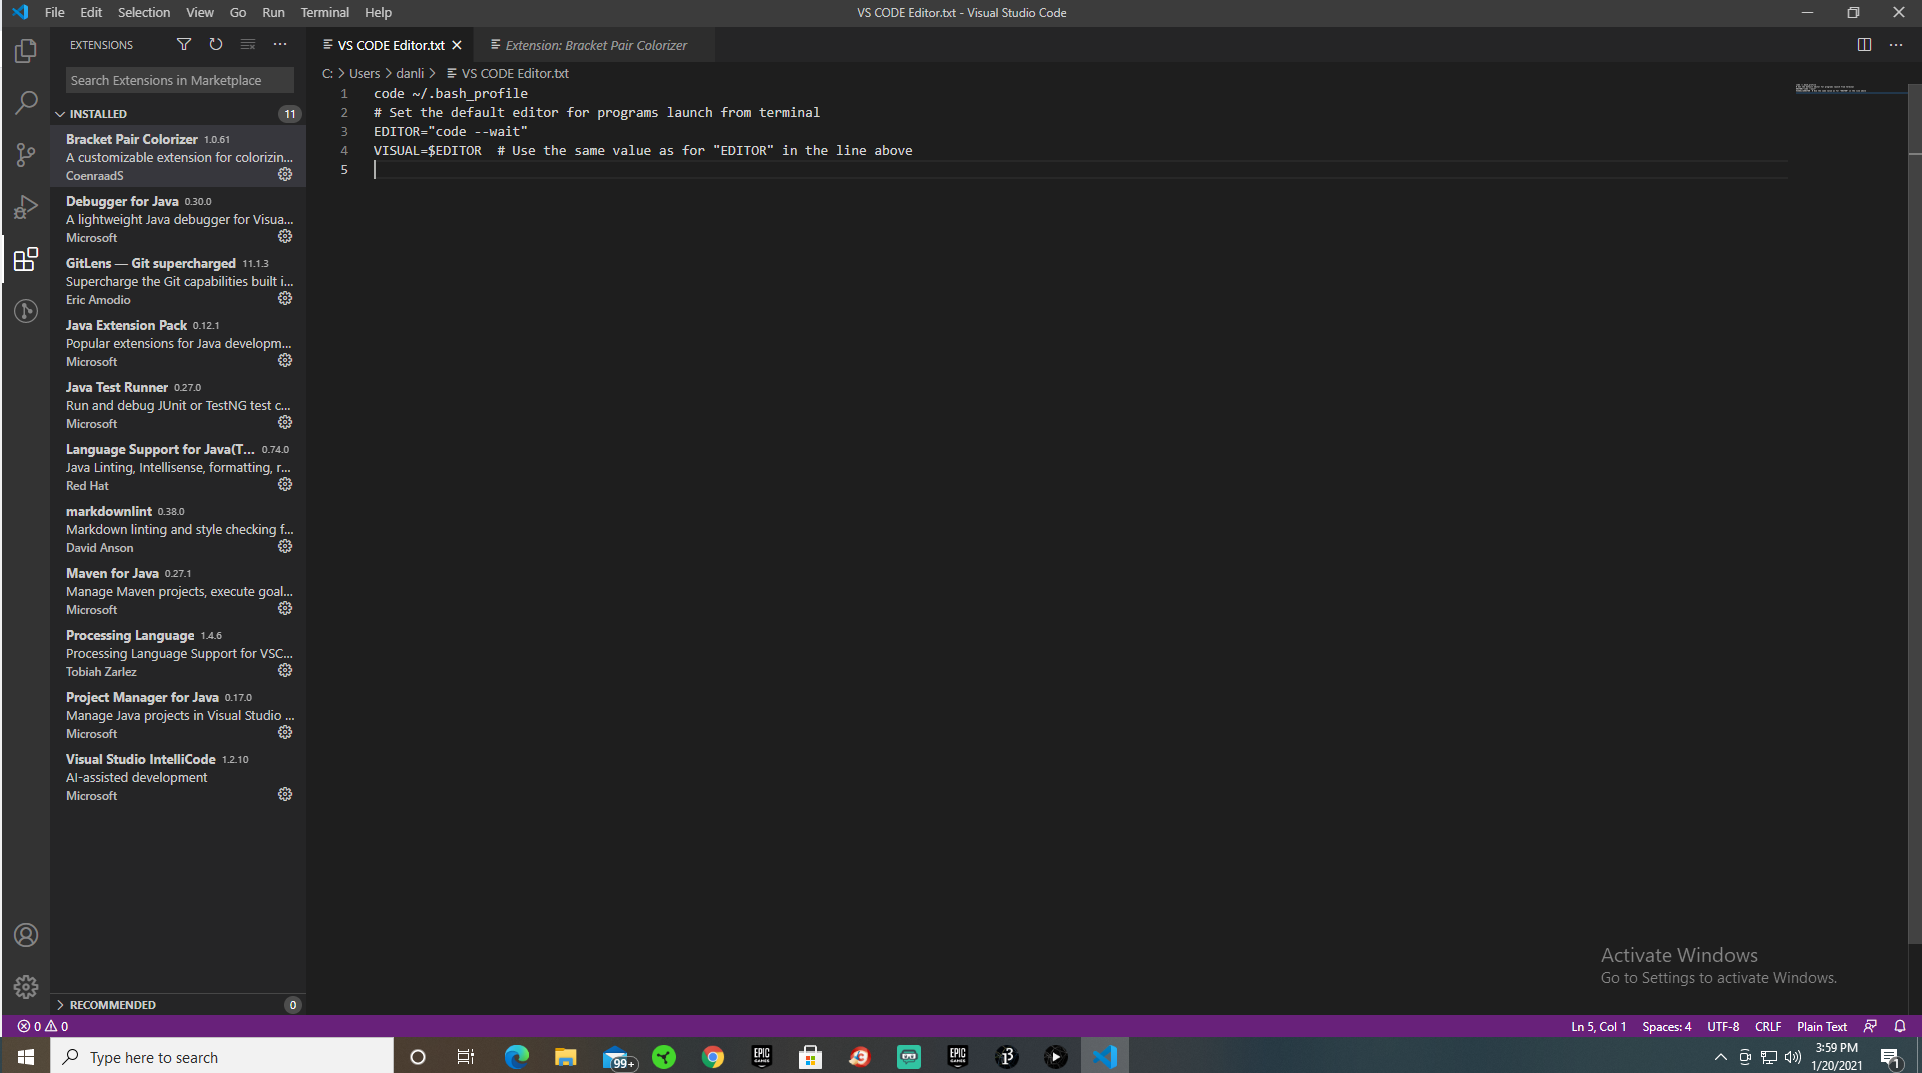 File Edit Selection View Go Run Terminal Help
VS CODE Editor.txt - Visual Studio Code
EXTENSIONS
VS CODE Editor.txt
Extension: Bracket Pair Colorizer
Search Extensions in Marketplace
C: > Users > danli > VS CODE Editor.txt
INSTALLED 11
Bracket Pair Colorizer 1.0.61
A customizable extension for colorizin...
CoenraadS
Debugger for Java 0.30.0
A lightweight Java debugger for Visua...
Microsoft
GitLens — Git supercharged 11.1.3
Supercharge the Git capabilities built i...
Eric Amodio
Java Extension Pack 0.12.1
Popular extensions for Java developm...
Microsoft
Java Test Runner 0.27.0
Run and debug JUnit or TestNG test c...
Microsoft
Language Support for Java(T... 0.74.0
Java Linting, Intellisense, formatting, r...
Red Hat
markdownlint 0.38.0
Markdown linting and style checking f...
David Anson
Maven for Java 0.27.1
Manage Maven projects, execute goal...
Microsoft
Processing Language 1.4.6
Processing Language Support for VSC...
Tobiah Zarlez
Project Manager for Java 0.17.0
Manage Java projects in Visual Studio ...
Microsoft
Visual Studio IntelliCode 1.2.10
AI-assisted development
Microsoft
RECOMMENDED 0
1 code ~/.bash_profile
2 # Set the default editor for programs launch from terminal
3 EDITOR="code --wait"
4 VISUAL=$EDITOR  # Use the same value as for "EDITOR" in the line above
5
Activate Windows
Go to Settings to activate Windows.
0 0
Ln 5, Col 1 Spaces: 4 UTF-8 CRLF Plain Text
Type here to search
99+
EPIC GAMES
EPIC GAMES
3:59 PM
1/20/2021
1